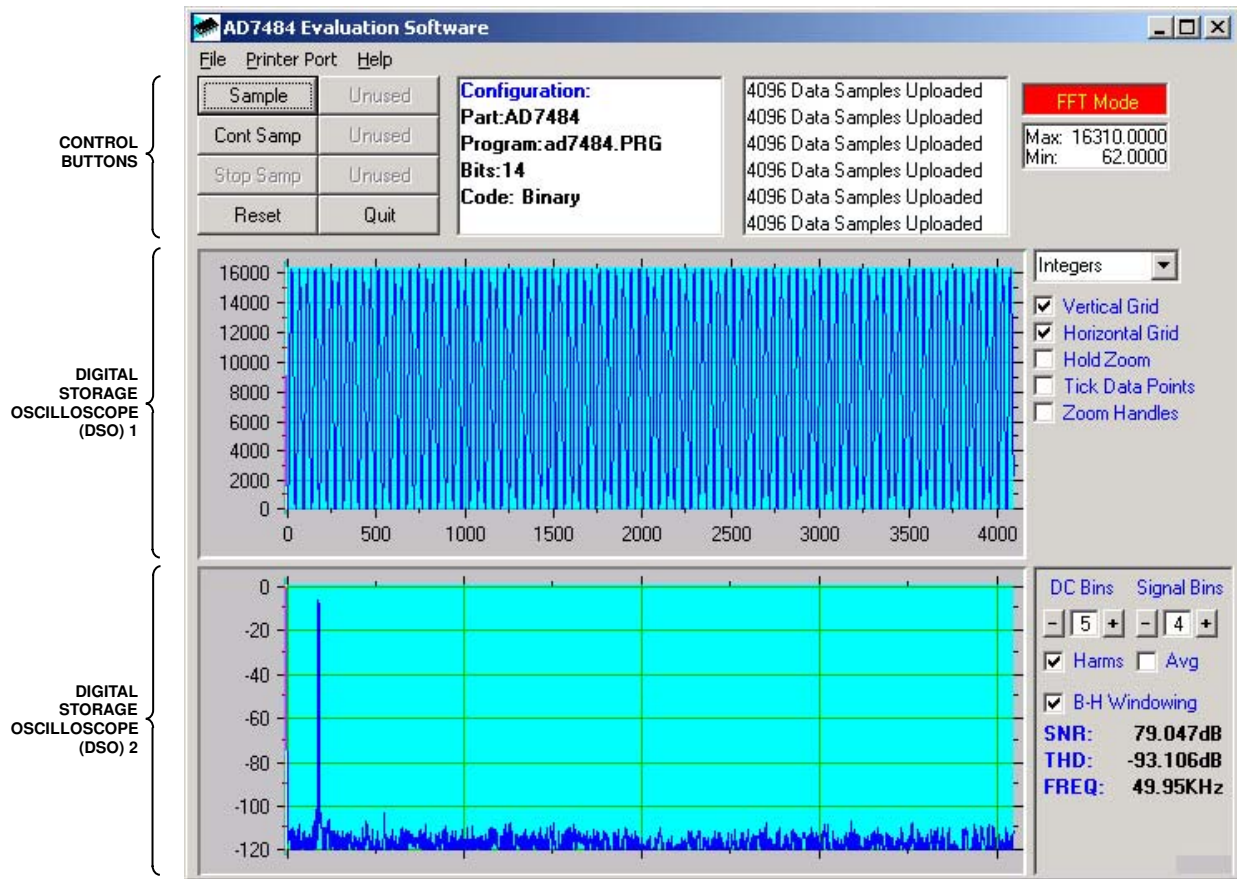 AD7484 Evaluation Software
File Printer Port Help
CONTROL
BUTTONS
Sample Unused
Cont Samp Unused
Stop Samp Unused
Reset Quit
Configuration:
Part:AD7484
Program:ad7484.PRG
Bits:14
Code: Binary
4096 Data Samples Uploaded
4096 Data Samples Uploaded
4096 Data Samples Uploaded
4096 Data Samples Uploaded
4096 Data Samples Uploaded
4096 Data Samples Uploaded
FFT Mode
Max: 16310.0000
Min: 62.0000
DIGITAL
STORAGE
OSCILLOSCOPE
(DSO) 1
16000
14000
12000
10000
8000
6000
4000
2000
0
0 500 1000 1500 2000 2500 3000 3500 4000
Integers
Vertical Grid
Horizontal Grid
Hold Zoom
Tick Data Points
Zoom Handles
DIGITAL
STORAGE
OSCILLOSCOPE
(DSO) 2
0
-20
-40
-60
-80
-100
-120
0 1000 2000 3000 4000
DC Bins Signal Bins
- 5 + - 4 +
Harms Avg
B-H Windowing
SNR: 79.047dB
THD: -93.106dB
FREQ: 49.95KHz